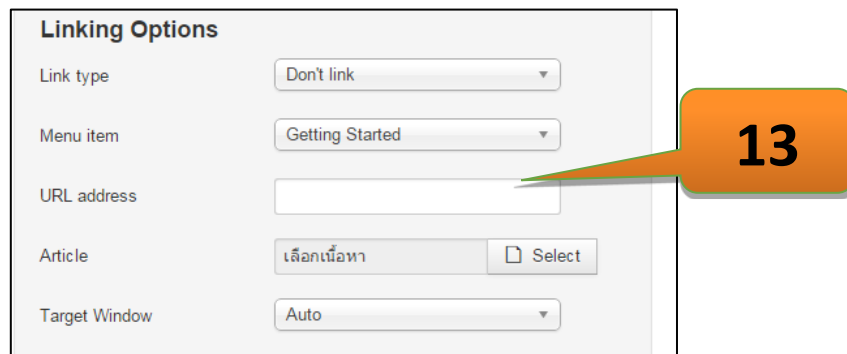 Linking Options
Link type Don't link
Menu item Getting Started
13
URL address
Article เลือกเนื้อหา Select
Target Window Auto